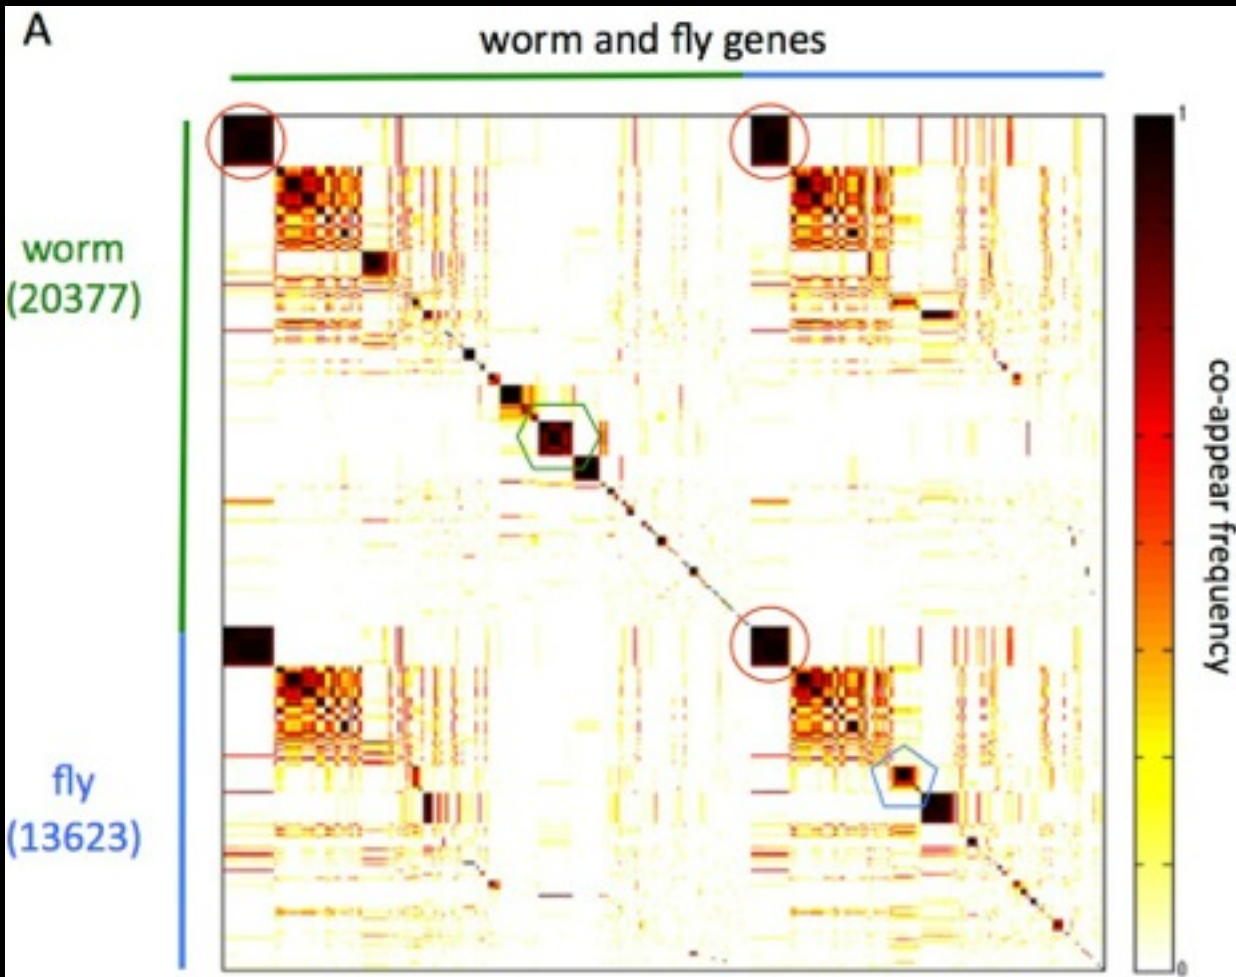 A
worm and fly genes
1
worm
(20377)
co-appear frequency
fly
(13623)
0